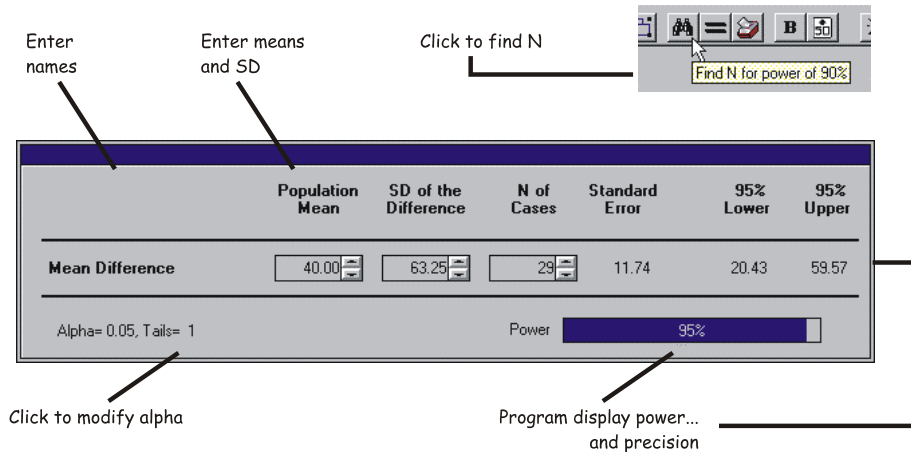 Enter
names
Enter means
and SD
Click to find N
B
Find N for power of 90%
Population
Mean
SD of the
Difference
N of
Cases
Standard
Error
95%
Lower
95%
Upper
Mean Difference
40.00
63.25
29
11.74
20.43
59.57
Alpha= 0.05, Tails= 1
Power
95%
Click to modify alpha
Program display power...
and precision